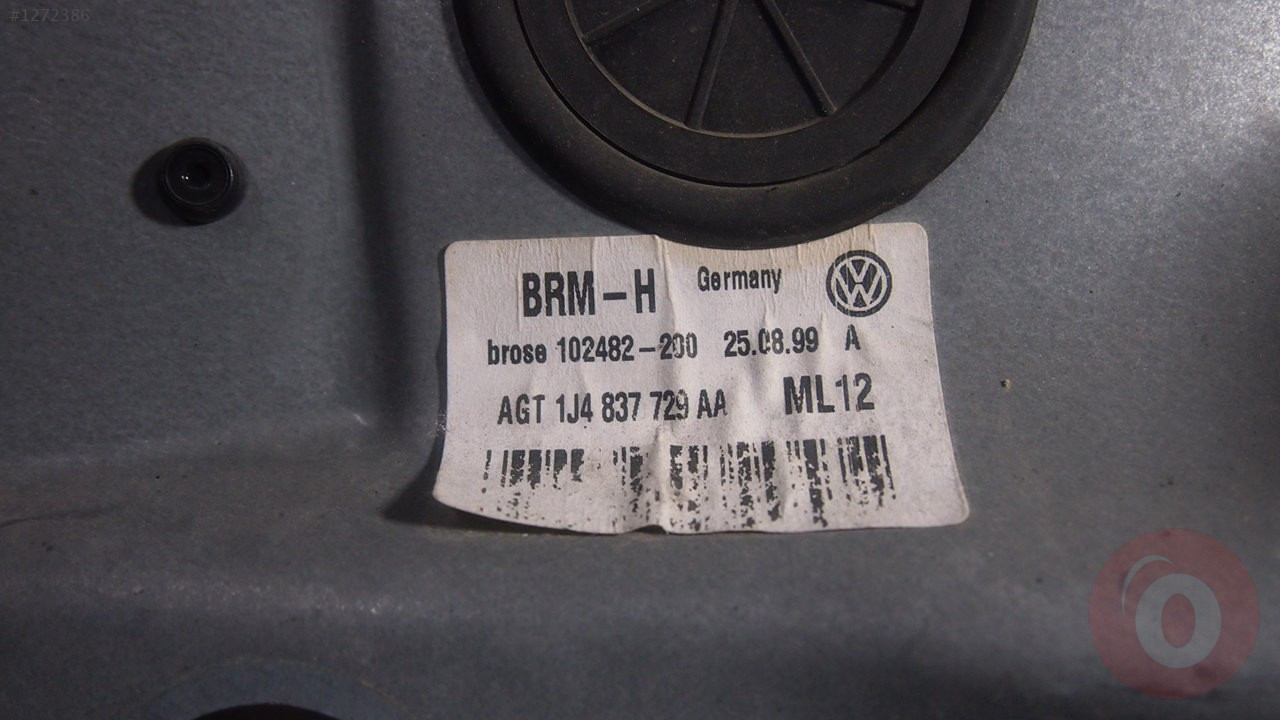 #1272386
BRM-H Germany
brose 102482-200 25.08.99 A
AGT 1J4 837 729 AA ML12